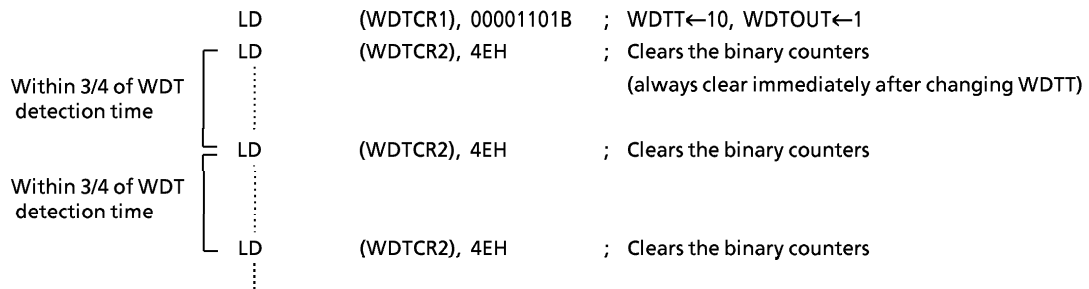 LD (WDTCR1), 00001101B ; WDTT←10, WDTOUT←1
LD (WDTCR2), 4EH ; Clears the binary counters
(always clear immediately after changing WDTT)
Within 3/4 of WDT
detection time
LD (WDTCR2), 4EH ; Clears the binary counters
Within 3/4 of WDT
detection time
LD (WDTCR2), 4EH ; Clears the binary counters